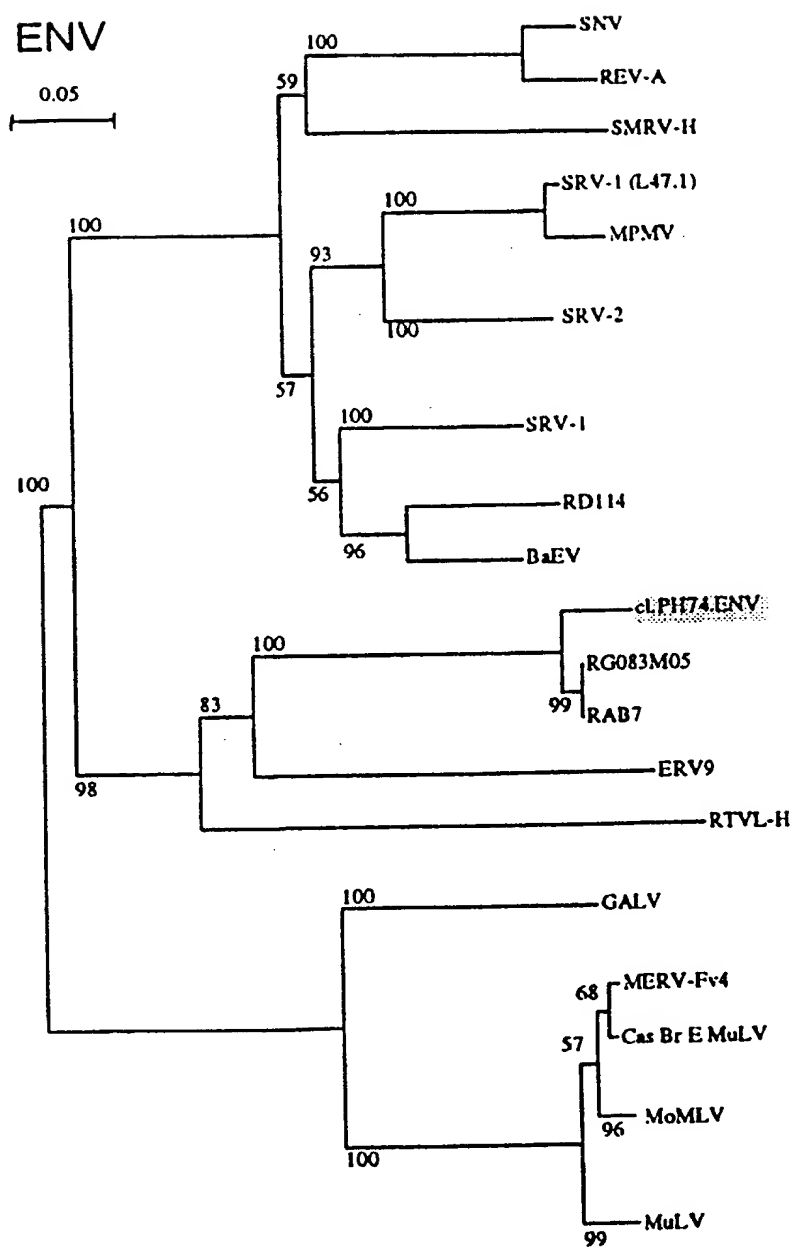 ENV
0.05
SNV
100
REV-A
59
SMRV-H
SRV-1 (L47.1)
100
MPMV
100
93
SRV-2
100
57
100
SRV-1
100
56
RD114
96
BaEV
cLPH74.ENV
100
RG083M05
83
99
RAB7
ERV9
98
RTVL-H
100
GALV
MERV-Fv4
68
Cas Br E MuLV
57
MoMLV
96
100
MuLV
99